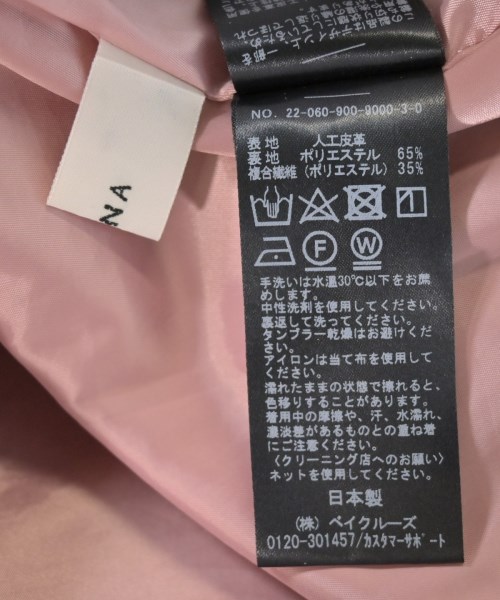 NO. 22-060-900-9000-3-0
表地 人工皮革
裏地 ポリエステル 65%
複合繊維 (ポリエステル) 35%
F W
手洗いは水温30℃以下をお薦
めします。
中性洗剤を使用してください。
裏返して洗ってください。
タンブラー乾燥はお避けくださ
い。
アイロンは当て布を使用して
ください。
濡れたままの状態で擦れると、
色移りすることがあります。
着用中の摩擦や、汗、水濡れ、
濃淡差があるものとの重ね着
にご注意ください。
〈クリーニング店へのお願い〉
ネットを使用してください。
日本製
(株) ベイクルーズ
0120-301457/カスタマーサポート
NA